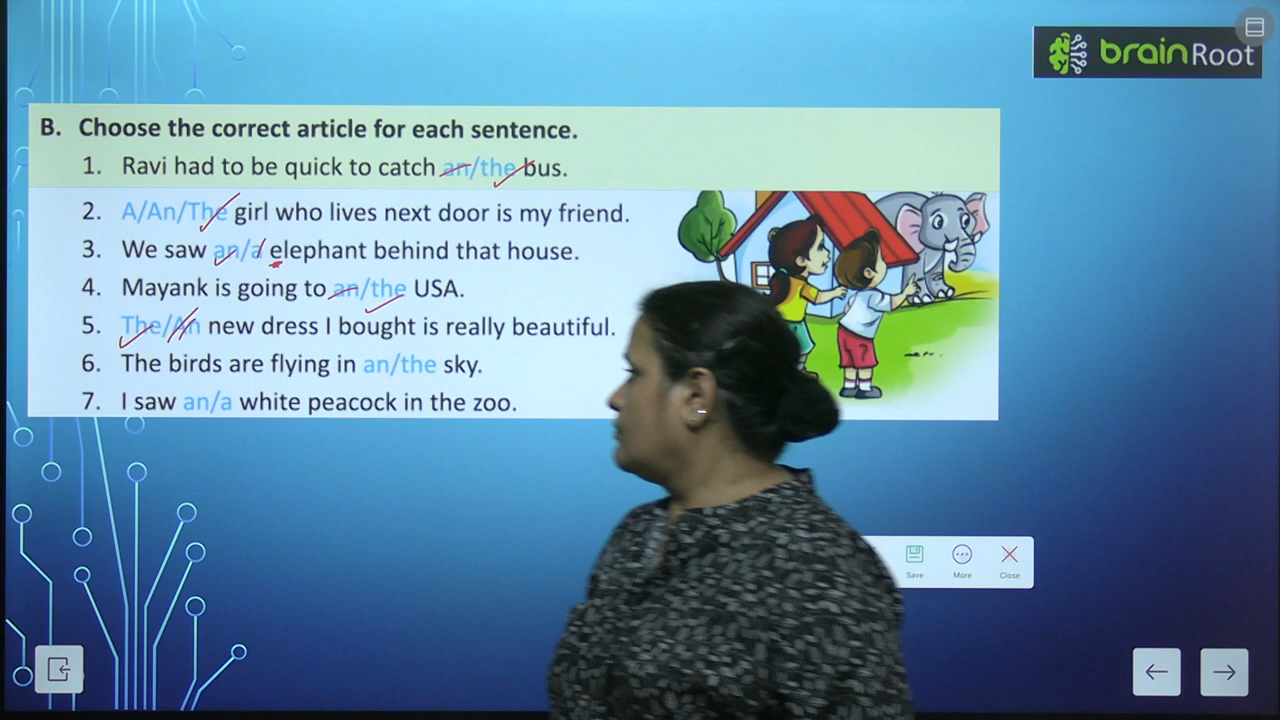 brainRoot
B. Choose the correct article for each sentence.
1. Ravi had to be quick to catch an/the bus.
2. A/An/The girl who lives next door is my friend.
3. We saw an/a elephant behind that house.
4. Mayank is going to an/the USA.
5. The/An new dress I bought is really beautiful.
6. The birds are flying in an/the sky.
7. I saw an/a white peacock in the zoo.
Save More Close